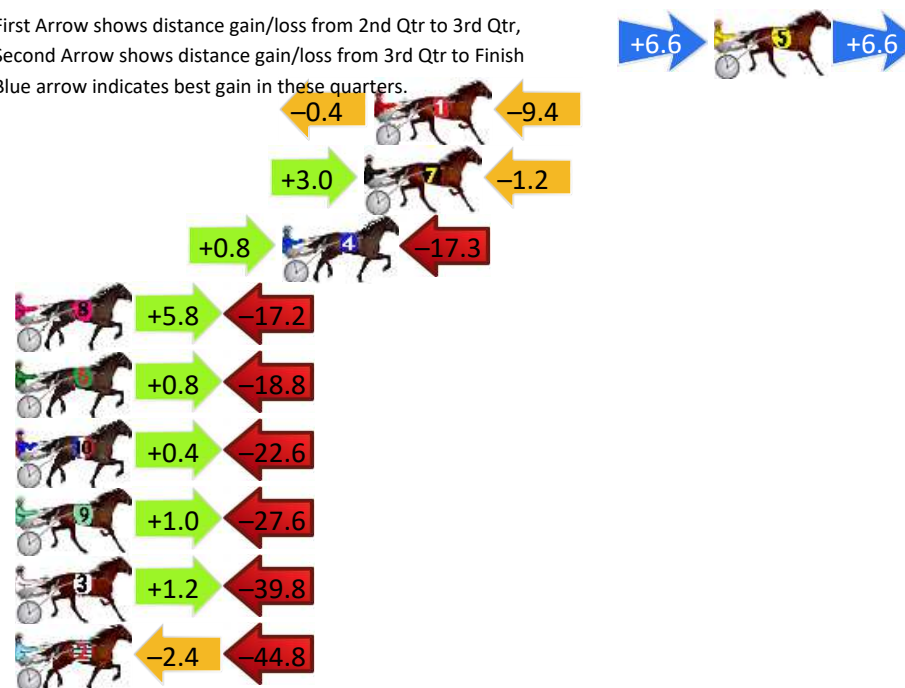 First Arrow shows distance gain/loss from 2nd Qtr to 3rd Qtr,
Second Arrow shows distance gain/loss from 3rd Qtr to Finish
Blue arrow indicates best gain in these quarters.
+6.6 5 +6.6
–0.4 1 –9.4
+3.0 7 –1.2
+0.8 4 –17.3
8 +5.8 –17.2
6 +0.8 –18.8
10 +0.4 –22.6
9 +1.0 –27.6
3 +1.2 –39.8
2 –2.4 –44.8